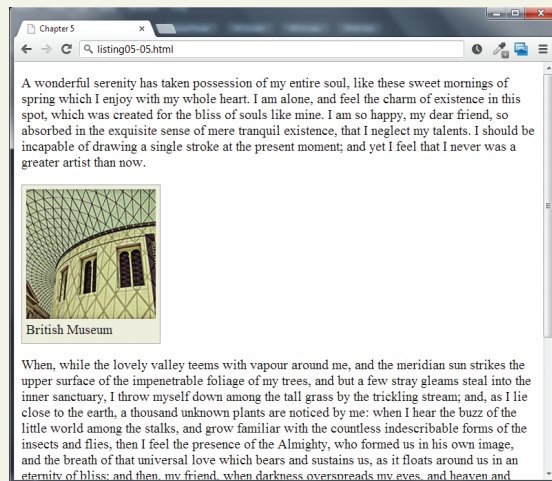 Chapter 5
listing05-05.html
A wonderful serenity has taken possession of my entire soul, like these sweet mornings of
spring which I enjoy with my whole heart. I am alone, and feel the charm of existence in this
spot, which was created for the bliss of souls like mine. I am so happy, my dear friend, so
absorbed in the exquisite sense of mere tranquil existence, that I neglect my talents. I should be
incapable of drawing a single stroke at the present moment; and yet I feel that I never was a
greater artist than now.
British Museum
When, while the lovely valley teems with vapour around me, and the meridian sun strikes the
upper surface of the impenetrable foliage of my trees, and but a few stray gleams steal into the
inner sanctuary, I throw myself down among the tall grass by the trickling stream; and, as I lie
close to the earth, a thousand unknown plants are noticed by me: when I hear the buzz of the
little world among the stalks, and grow familiar with the countless indescribable forms of the
insects and flies, then I feel the presence of the Almighty, who formed us in his own image,
and the breath of that universal love which bears and sustains us, as it floats around us in an
eternity of bliss; and then, my friend, when darkness overspreads my eyes, and heaven and